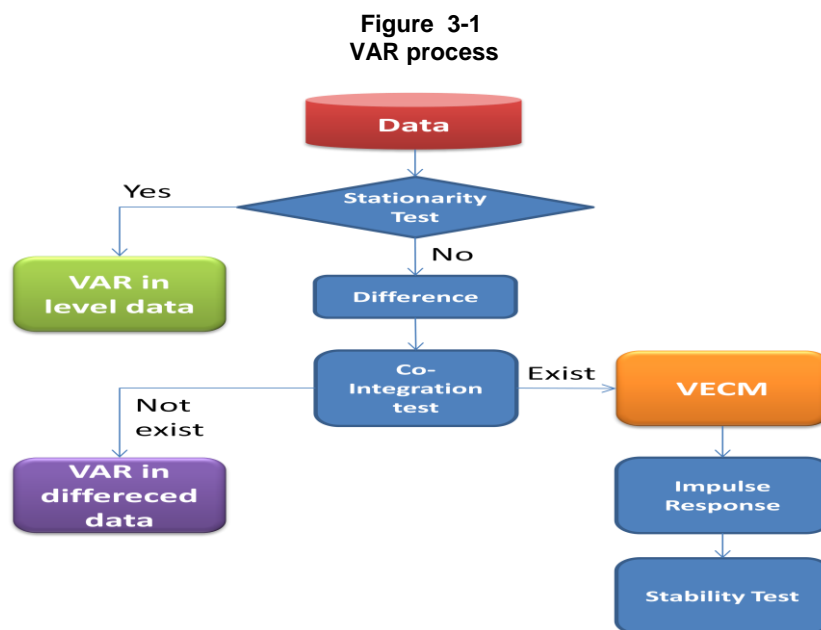 Figure 3-1
VAR process
Data
Yes
Stationarity
Test
No
VAR in
level data
Difference
Co-
Integration
test
Exist
VECM
Not
exist
VAR in
differeced
data
Impulse
Response
Stability Test